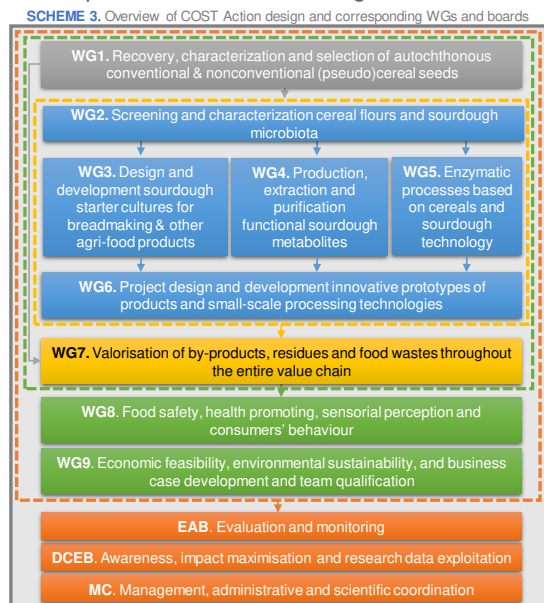 SCHEME 3. Overview of COST Action design and corresponding WGs and boards
WG1. Recovery, characterization and selection of autochthonous
conventional & nonconventional (pseudo)cereal seeds
WG2. Screening and characterization cereal flours and sourdough
microbiota
WG3. Design and
development sourdough
starter cultures for
breadmaking & other
agri-food products
WG4. Production,
extraction and
purification
functional sourdough
metabolites
WG5. Enzymatic
processes based
on cereals and
sourdough
technology
WG6. Project design and development innovative prototypes of
products and small-scale processing technologies
WG7. Valorisation of by-products, residues and food wastes throughout
the entire value chain
WG8. Food safety, health promoting, sensorial perception and
consumers' behaviour
WG9. Economic feasibility, environmental sustainability, and business
case development and team qualification
EAB. Evaluation and monitoring
DCEB. Awareness, impact maximisation and research data exploitation
MC. Management, administrative and scientific coordination